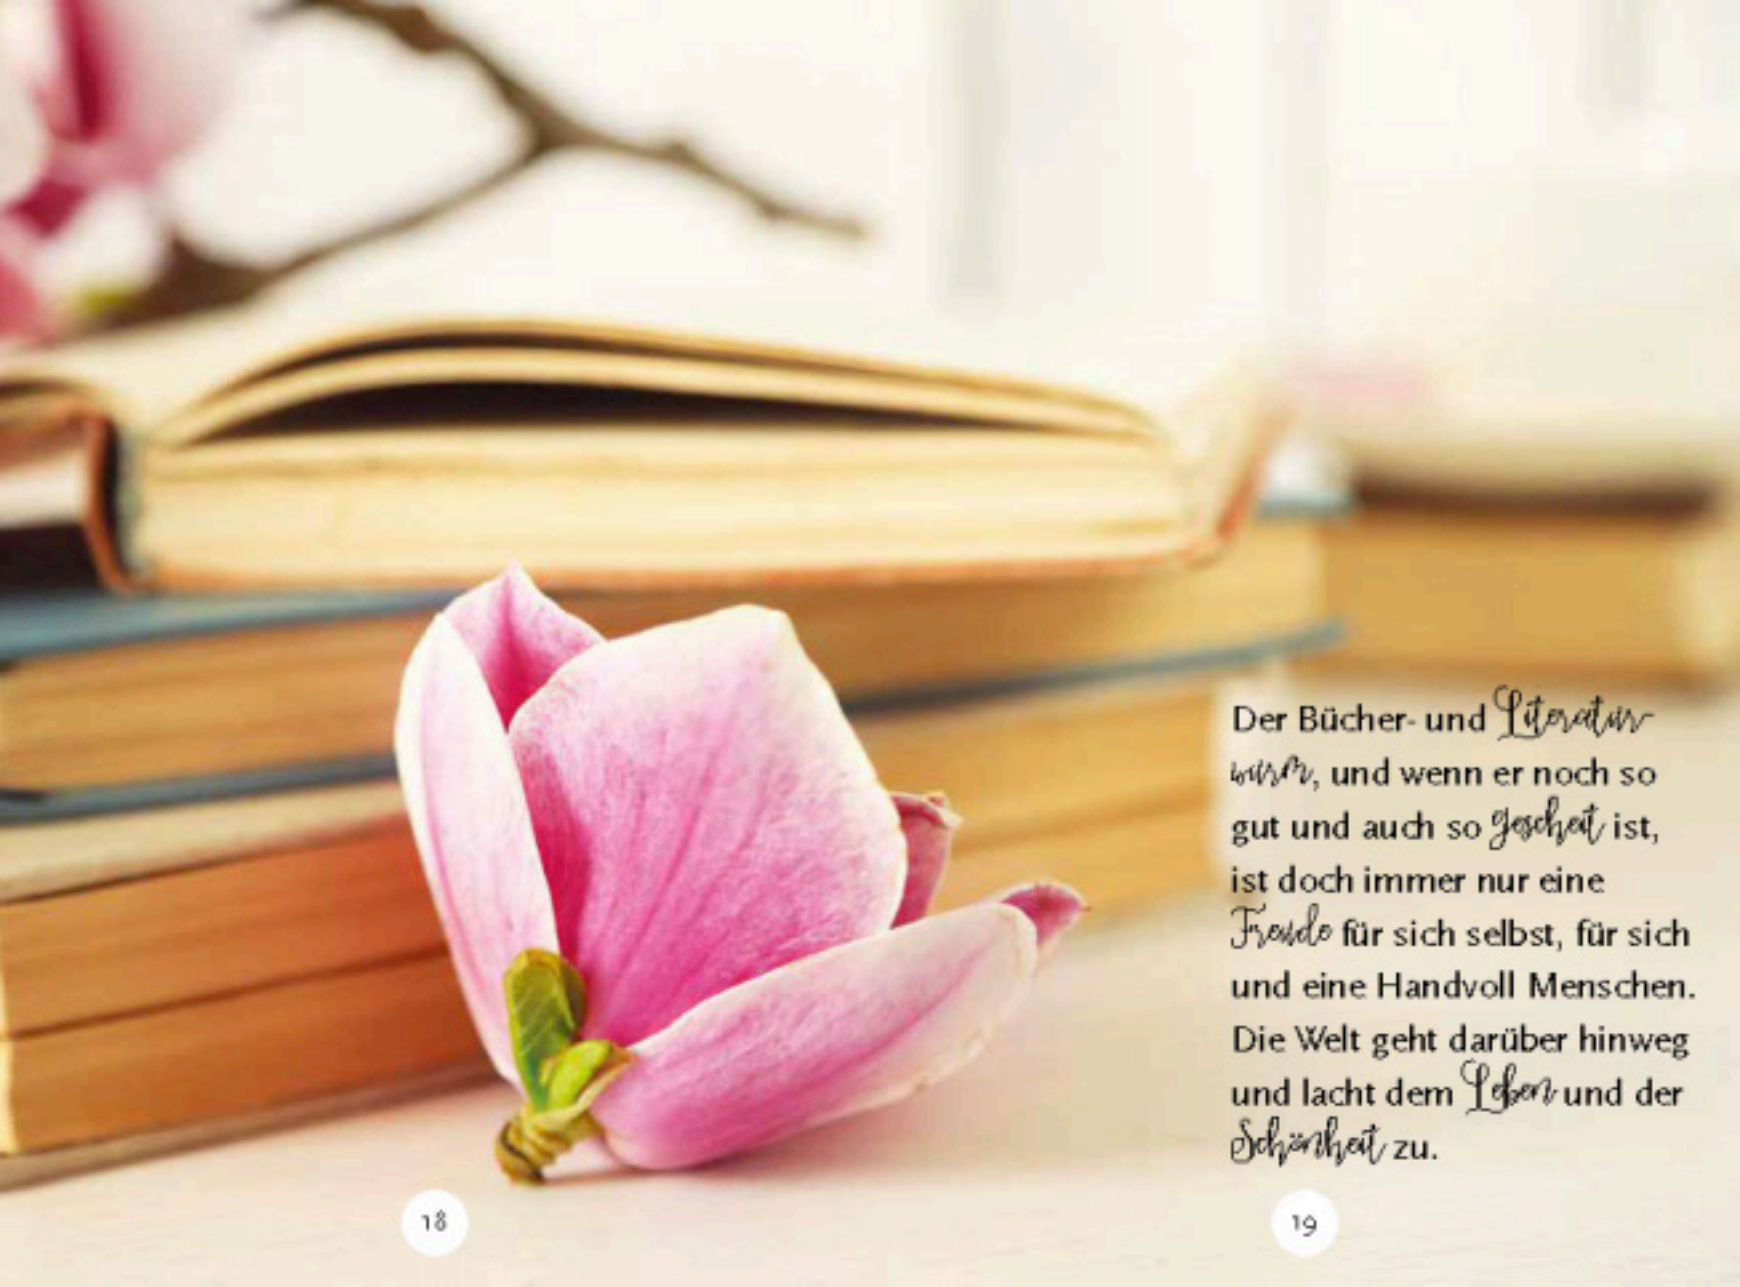 Der Bücher- und Literatur-
wurm, und wenn er noch so
gut und auch so gescheit ist,
ist doch immer nur eine
Freude für sich selbst, für sich
und eine Handvoll Menschen.
Die Welt geht darüber hinweg
und lacht dem Leben und der
Schönheit zu.
18
19